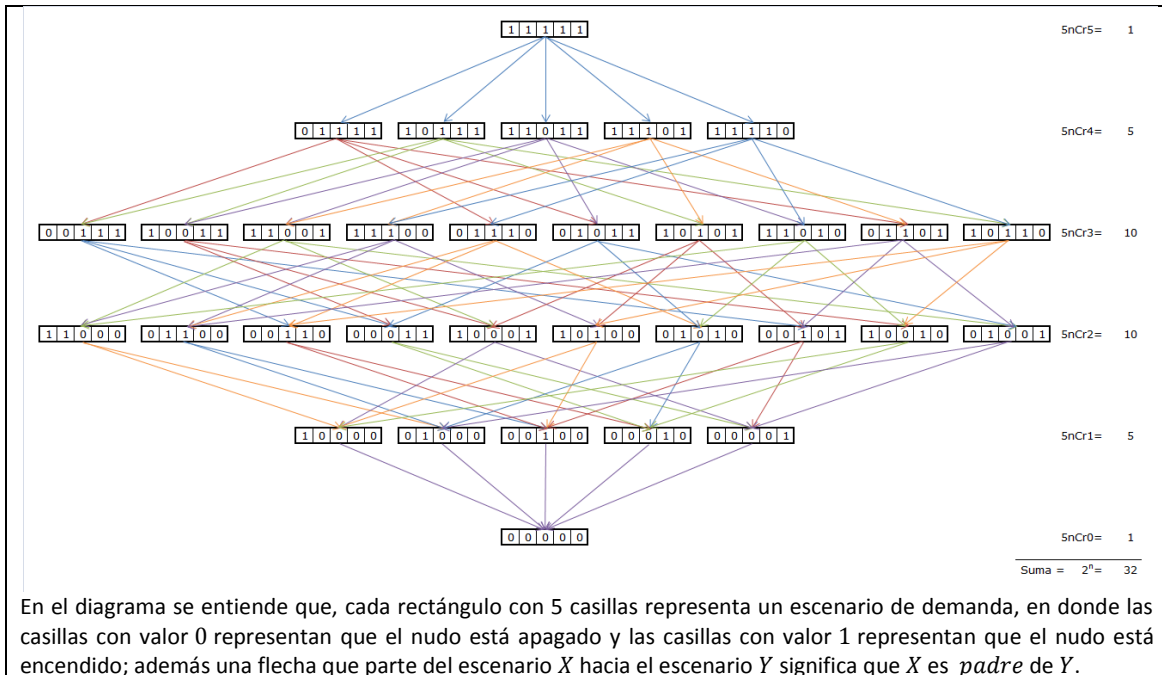 1 1 1 1 1 5nCr5= 1
0 1 1 1 1 1 0 1 1 1 1 1 0 1 1 1 1 1 0 1 1 1 1 1 0 5nCr4= 5
0 0 1 1 1 1 0 0 1 1 1 1 0 0 1 1 1 1 0 0 0 1 1 1 0 0 1 0 1 1 1 0 1 0 1 1 1 0 1 0 0 1 1 0 1 1 0 1 1 0 5nCr3= 10
1 1 0 0 0 0 1 1 0 0 0 0 1 1 0 0 0 0 1 1 1 0 0 0 1 1 0 1 0 0 0 1 0 1 0 0 0 1 0 1 1 0 0 1 0 0 1 0 0 1 5nCr2= 10
1 0 0 0 0 0 1 0 0 0 0 0 1 0 0 0 0 0 1 0 0 0 0 0 1 5nCr1= 5
0 0 0 0 0 5nCr0= 1
Suma = 2ⁿ= 32
En el diagrama se entiende que, cada rectángulo con 5 casillas representa un escenario de demanda, en donde las
casillas con valor 0 representan que el nudo está apagado y las casillas con valor 1 representan que el nudo está
encendido; además una flecha que parte del escenario X hacia el escenario Y significa que X es padre de Y.